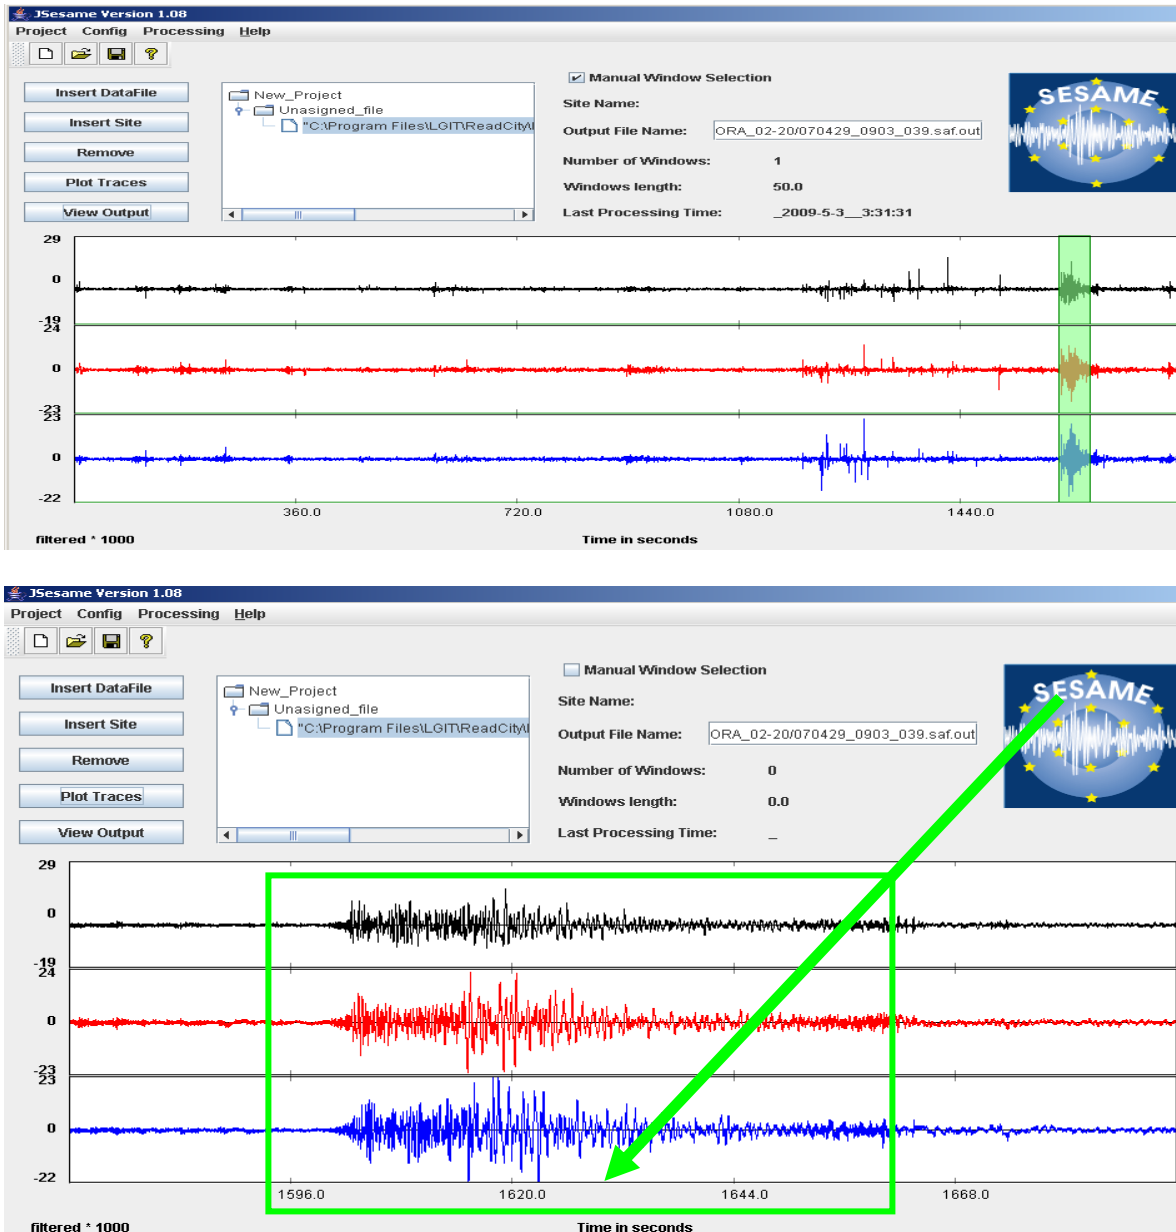 JSesame Version 1.08
Project Config Processing Help
Insert DataFile
Insert Site
Remove
Plot Traces
View Output
New_Project
Unasigned_file
"C:\Program Files\LGIT\ReadCity\
Manual Window Selection
Site Name:
Output File Name: ORA_02-20/070429_0903_039.saf.out
Number of Windows: 1
Windows length: 50.0
Last Processing Time: _2009-5-3__3:31:31
SESAME
29
0
-19
24
0
-23
23
0
-22
360.0 720.0 1080.0 1440.0
filtered * 1000 Time in seconds
JSesame Version 1.08
Project Config Processing Help
Insert DataFile
Insert Site
Remove
Plot Traces
View Output
New_Project
Unasigned_file
"C:\Program Files\LGIT\ReadCity\
Manual Window Selection
Site Name:
Output File Name: ORA_02-20/070429_0903_039.saf.out
Number of Windows: 0
Windows length: 0.0
Last Processing Time: _
SESAME
29
0
-19
24
0
-23
23
0
-22
1596.0 1620.0 1644.0 1668.0
filtered * 1000 Time in seconds